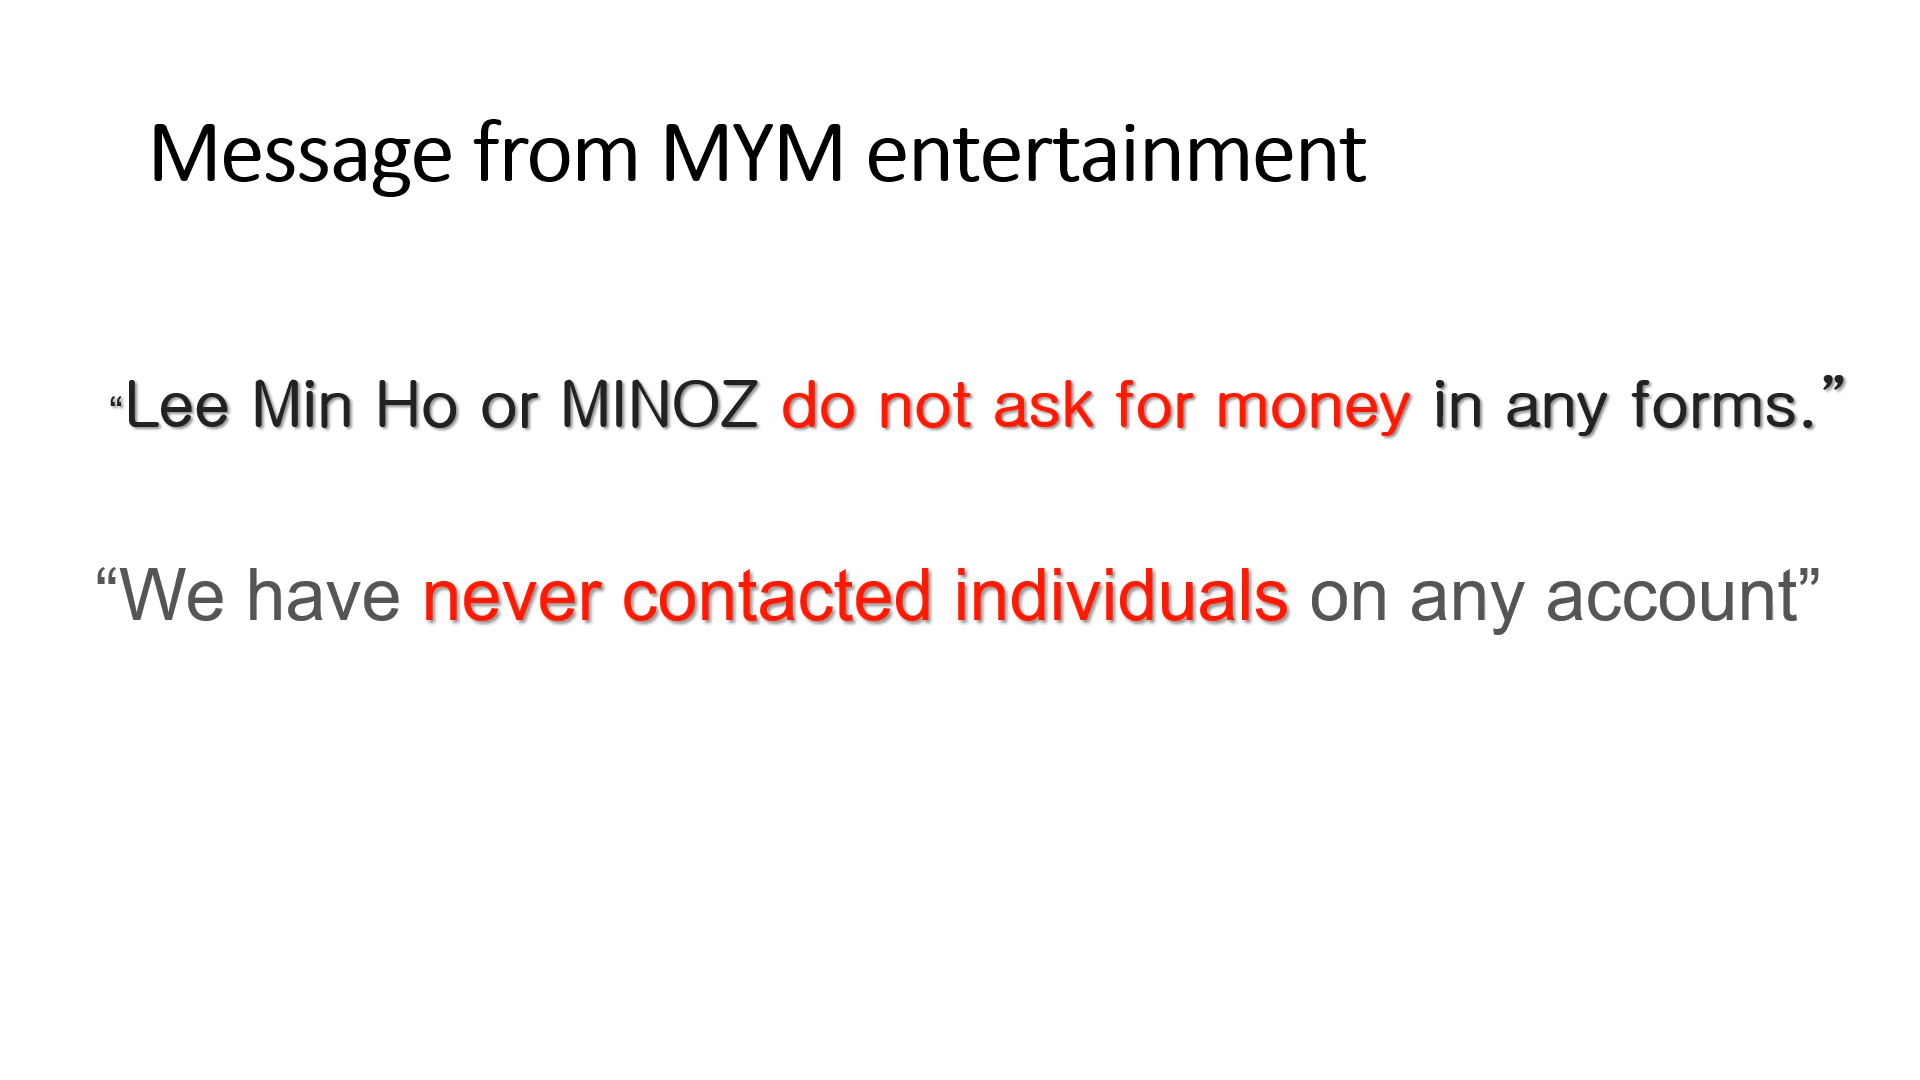 Message from MYM entertainment
“Lee Min Ho or MINOZ do not ask for money in any forms.”
“We have never contacted individuals on any account”